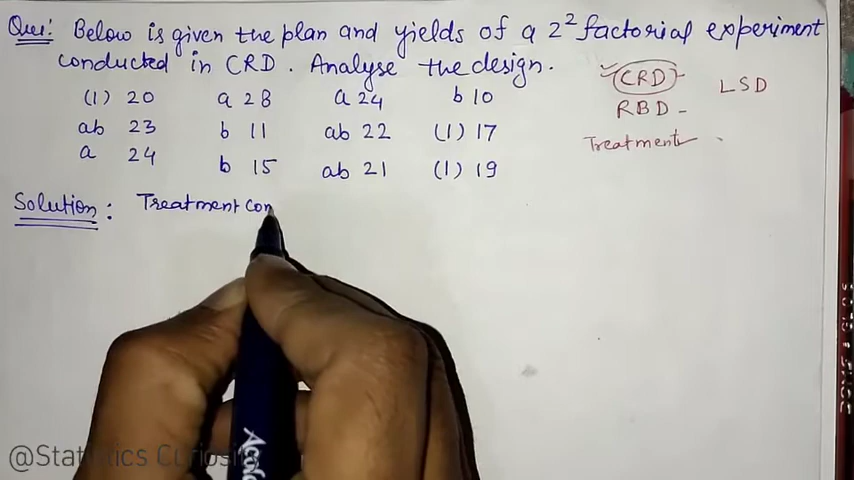 Que: Below is given the plan and yields of a 2² factorial experiment
conducted in CRD. Analyse the design.
(1) 20 a 28 a 24 b 10
ab 23 b 11 ab 22 (1) 17
a 24 b 15 ab 21 (1) 19
CRD
RBD
LSD
Treatment
Solution: Treatment con
@Statistics Curiosity